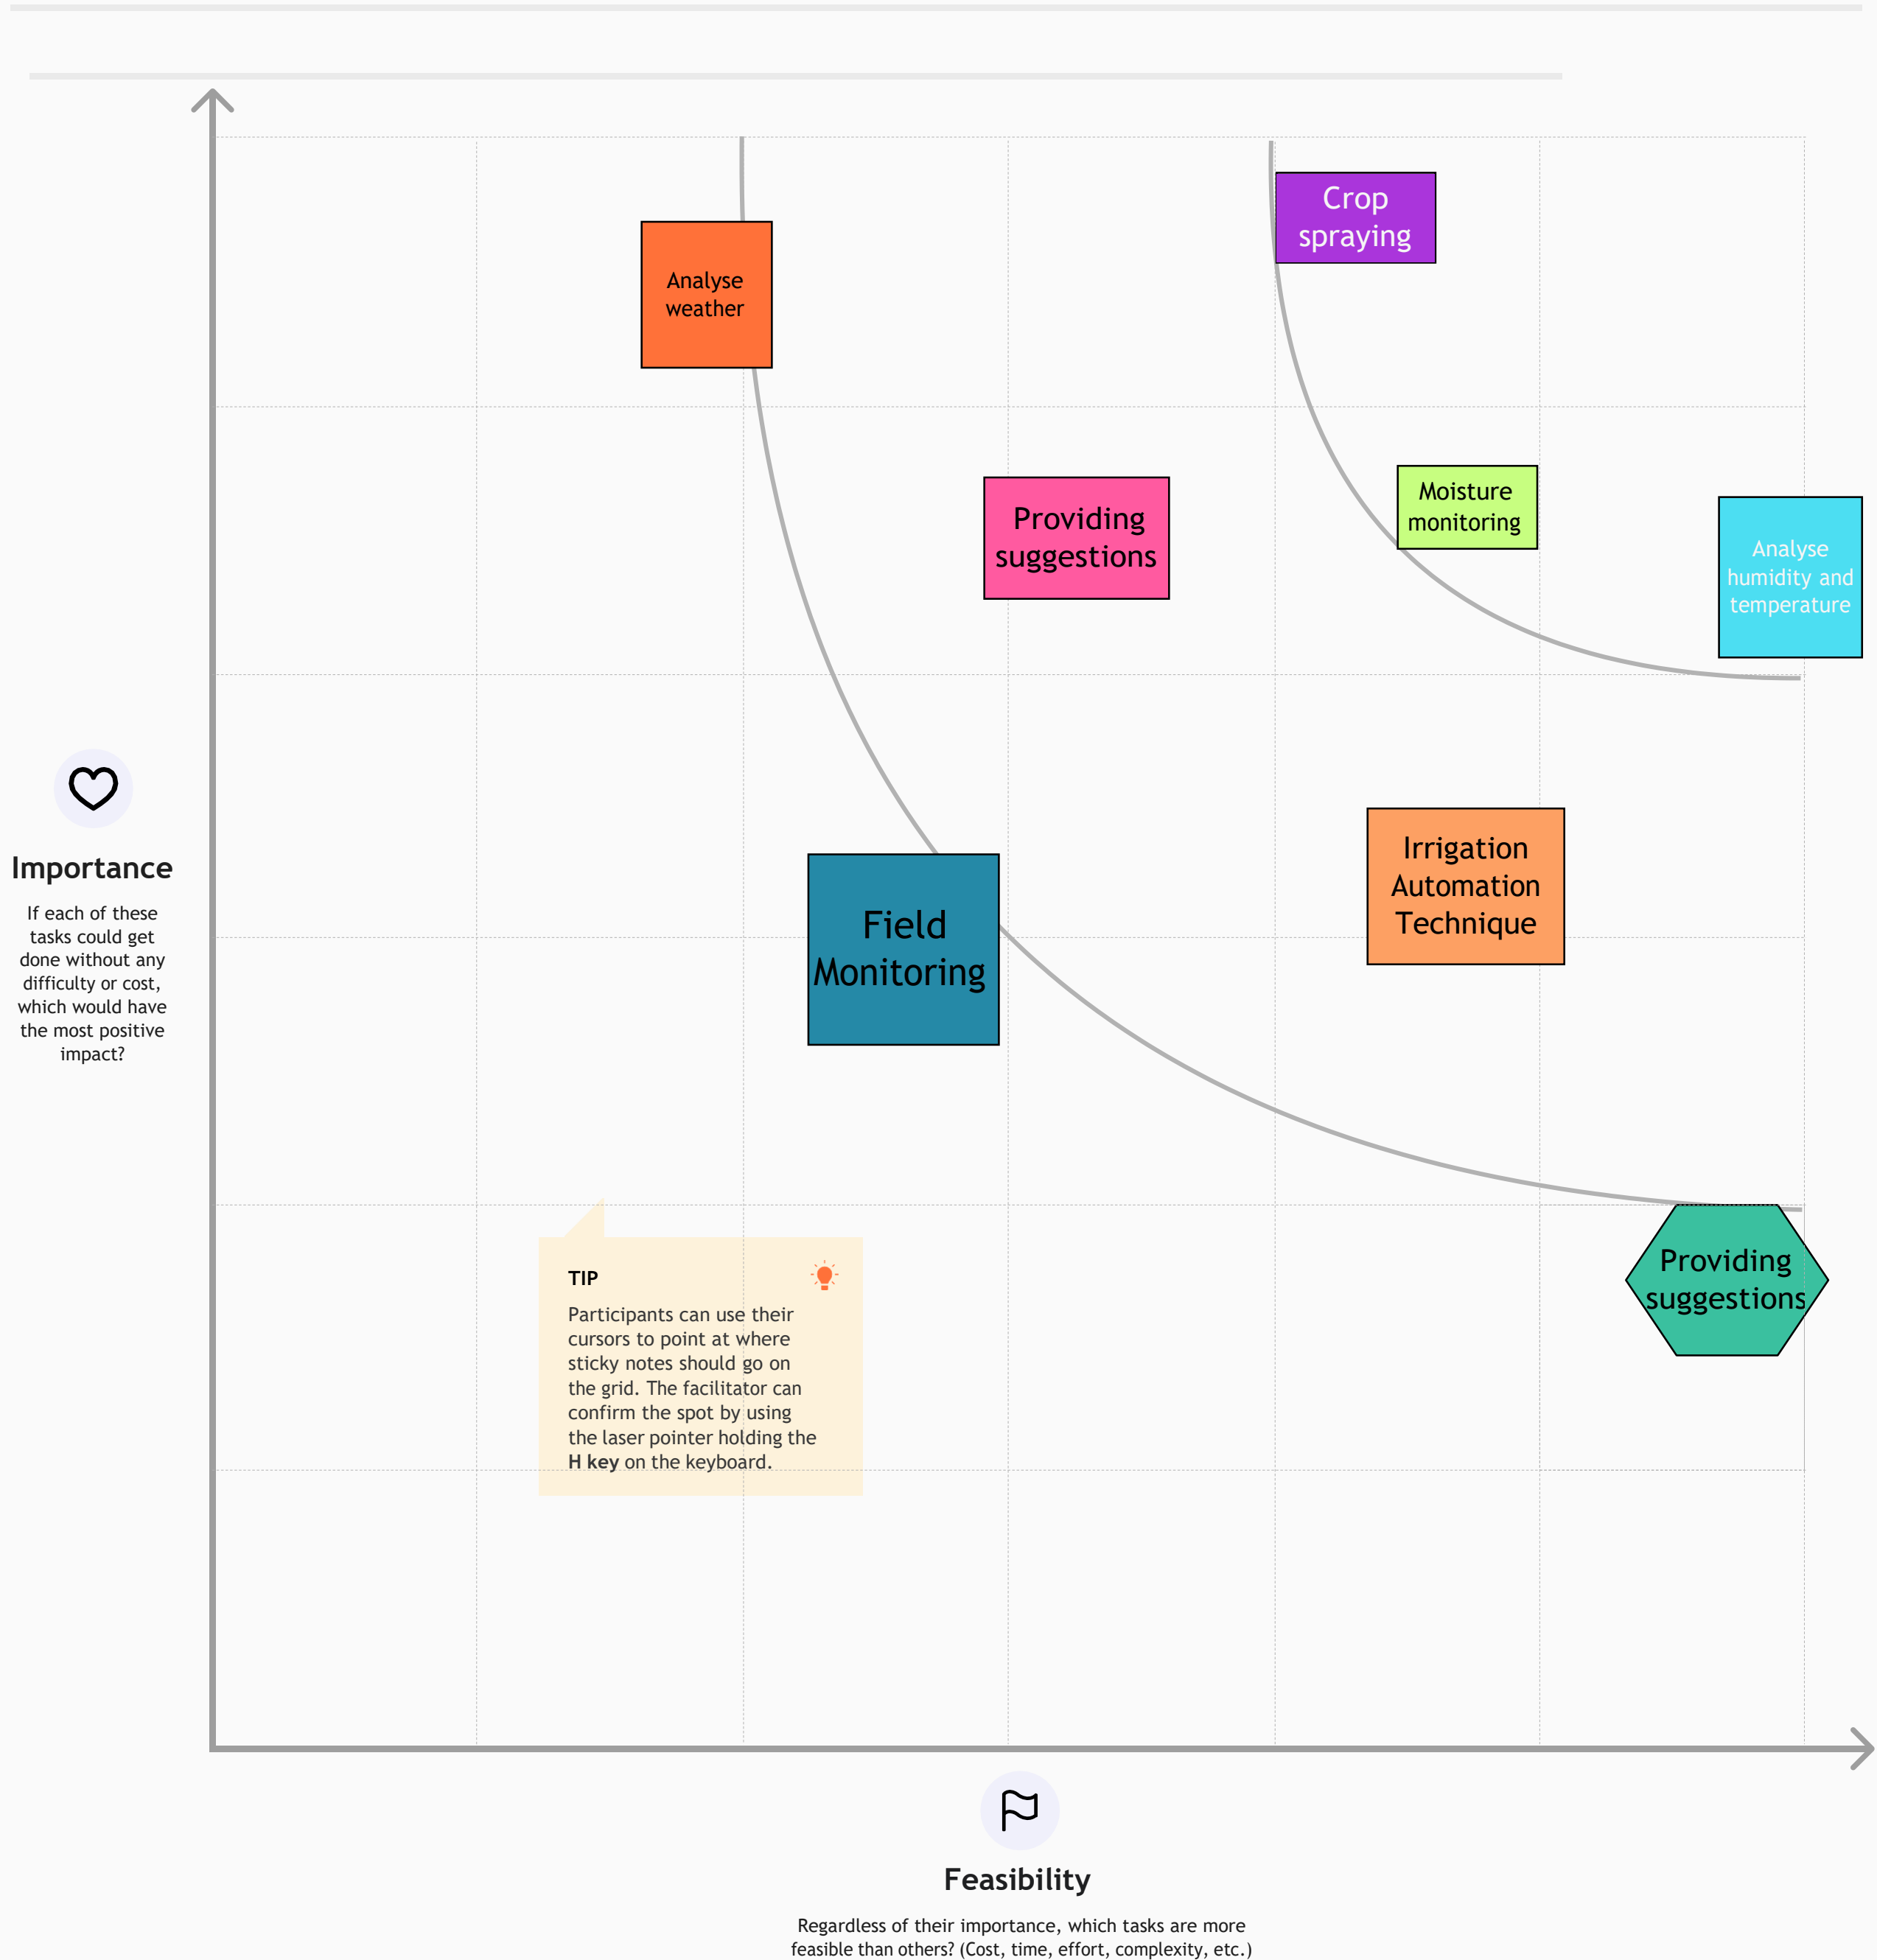 Crop
spraying
Analyse
weather
Moisture
monitoring
Providing
suggestions
Analyse
humidity and
temperature
Irrigation
Automation
Technique
Importance
If each of these
tasks could get
done without any
difficulty or cost,
which would have
the most positive
impact?
Field
Monitoring
Providing
suggestions
TIP
Participants can use their
cursors to point at where
sticky notes should go on
the grid. The facilitator can
confirm the spot by using
the laser pointer holding the
H key on the keyboard.
Feasibility
Regardless of their importance, which tasks are more
feasible than others? (Cost, time, effort, complexity, etc.)